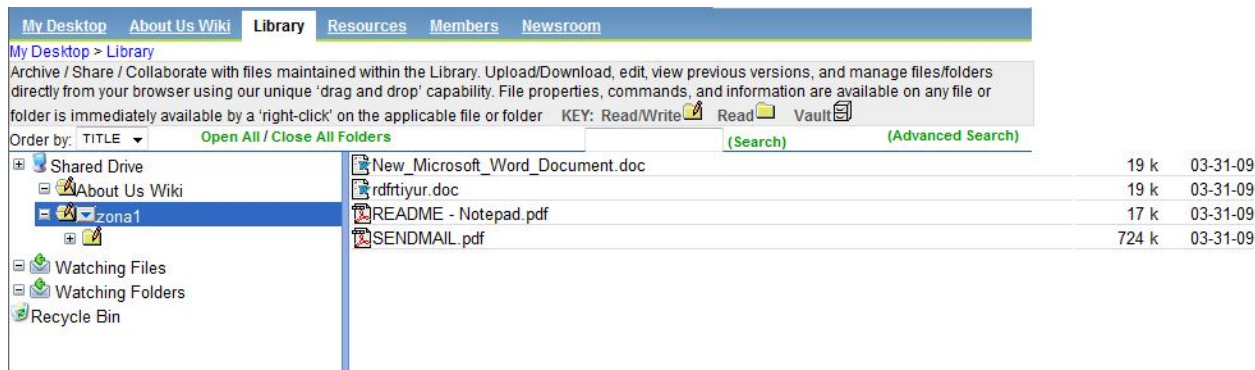 My Desktop About Us Wiki Library Resources Members Newsroom
My Desktop > Library
Archive / Share / Collaborate with files maintained within the Library. Upload/Download, edit, view previous versions, and manage files/folders
directly from your browser using our unique ‘drag and drop’ capability. File properties, commands, and information are available on any file or
folder is immediately available by a ‘right-click’ on the applicable file or folder KEY: Read/Write Read Vault
Order by: TITLE Open All / Close All Folders (Search) (Advanced Search)
Shared Drive
About Us Wiki
zona1
Watching Files
Watching Folders
Recycle Bin
New_Microsoft_Word_Document.doc 19 k 03-31-09
rdfrtiyur.doc 19 k 03-31-09
README - Notepad.pdf 17 k 03-31-09
SENDMAIL.pdf 724 k 03-31-09